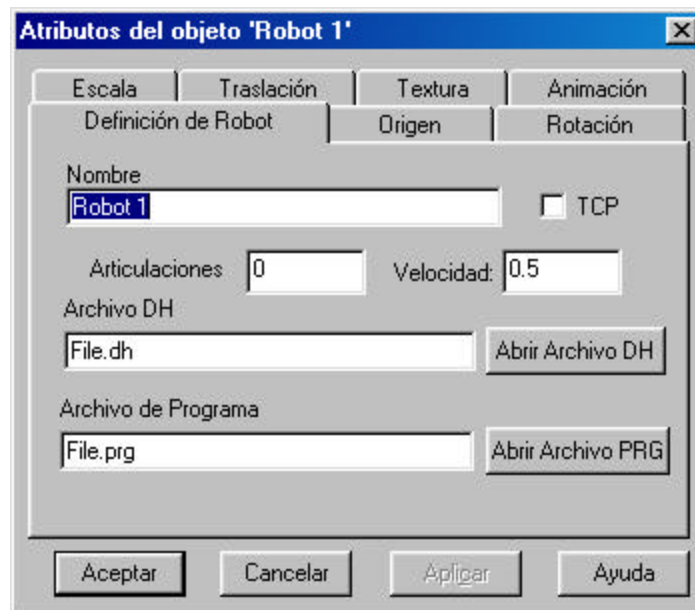 Atributos del objeto 'Robot 1'
Escala Traslación Textura Animación
Definición de Robot Origen Rotación
Nombre
Robot 1 TCP
Articulaciones 0 Velocidad: 0.5
Archivo DH
File.dh Abrir Archivo DH
Archivo de Programa
File.prg Abrir Archivo PRG
Aceptar Cancelar Aplicar Ayuda